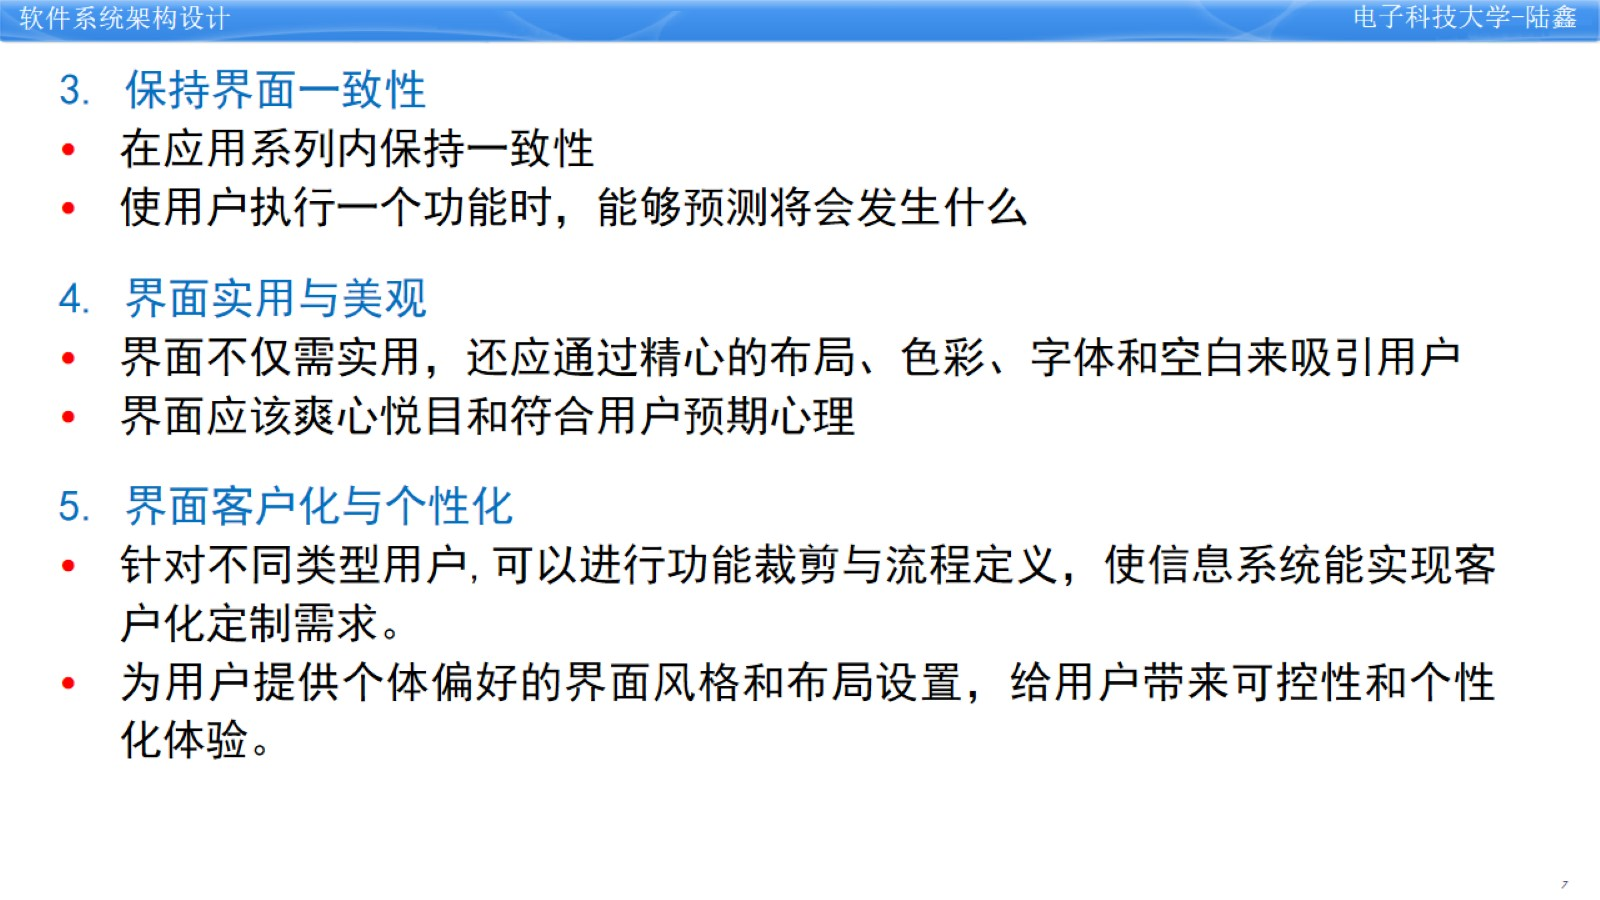 软件系统架构设计
电子科技大学-陆鑫
3. 保持界面一致性
• 在应用系列内保持一致性
• 使用户执行一个功能时，能够预测将会发生什么
4. 界面实用与美观
• 界面不仅需实用，还应通过精心的布局、色彩、字体和空白来吸引用户
• 界面应该爽心悦目和符合用户预期心理
5. 界面客户化与个性化
• 针对不同类型用户,可以进行功能裁剪与流程定义，使信息系统能实现客
户化定制需求。
• 为用户提供个体偏好的界面风格和布局设置，给用户带来可控性和个性
化体验。
7